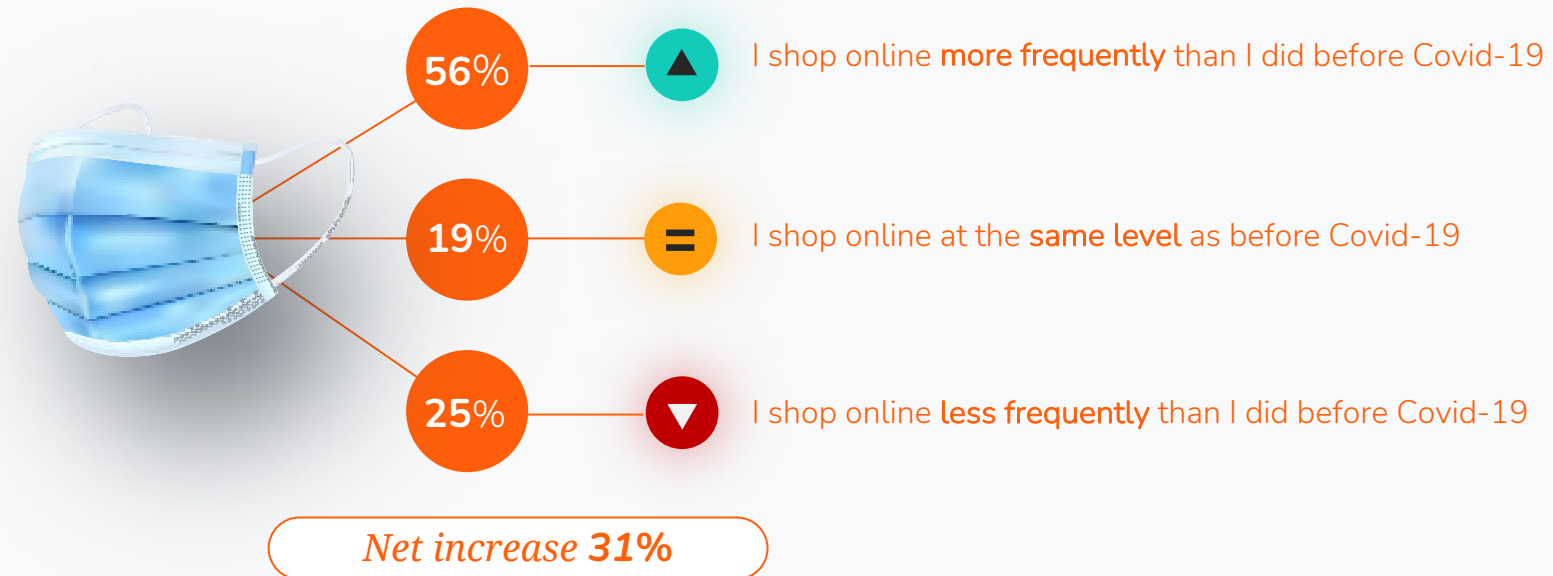 56%
I shop online more frequently than I did before Covid-19
19%
I shop online at the same level as before Covid-19
25%
I shop online less frequently than I did before Covid-19
Net increase 31%